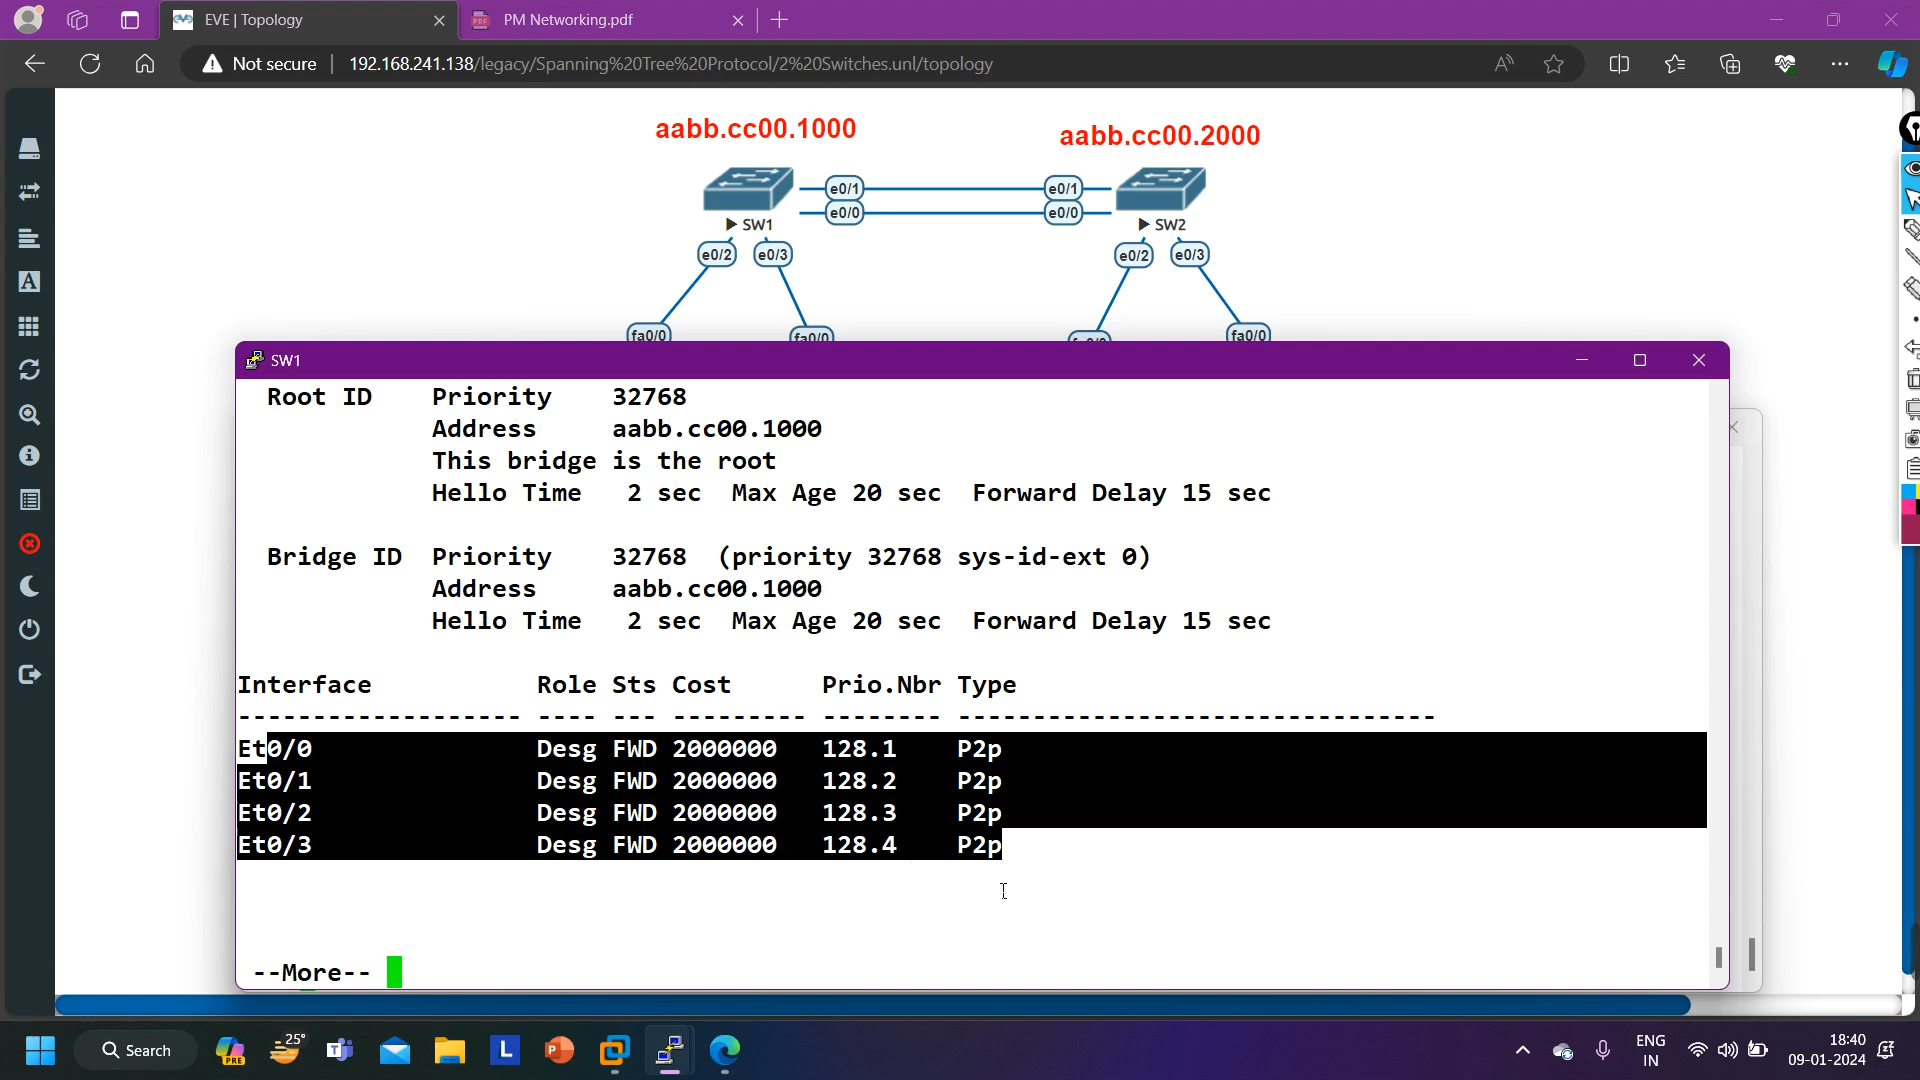 EVE | Topology
PM Networking.pdf
Not secure
192.168.241.138/legacy/Spanning%20Tree%20Protocol/2%20Switches.unl/topology
aabb.cc00.1000
aabb.cc00.2000
e0/1
e0/1
e0/0
e0/0
SW1
SW2
e0/2
e0/3
e0/2
e0/3
fa0/0
fa0/0
fa0/0
SW1
Root ID Priority 32768
Address aabb.cc00.1000
This bridge is the root
Hello Time 2 sec Max Age 20 sec Forward Delay 15 sec
Bridge ID Priority 32768 (priority 32768 sys-id-ext 0)
Address aabb.cc00.1000
Hello Time 2 sec Max Age 20 sec Forward Delay 15 sec
Interface Role Sts Cost Prio.Nbr Type
------------------- ---- --- --------- -------- --------------------------------
Et0/0 Desg FWD 2000000 128.1 P2p
Et0/1 Desg FWD 2000000 128.2 P2p
Et0/2 Desg FWD 2000000 128.3 P2p
Et0/3 Desg FWD 2000000 128.4 P2p
--More--
Search
PRE
25°
L
ENG
IN
18:40
09-01-2024